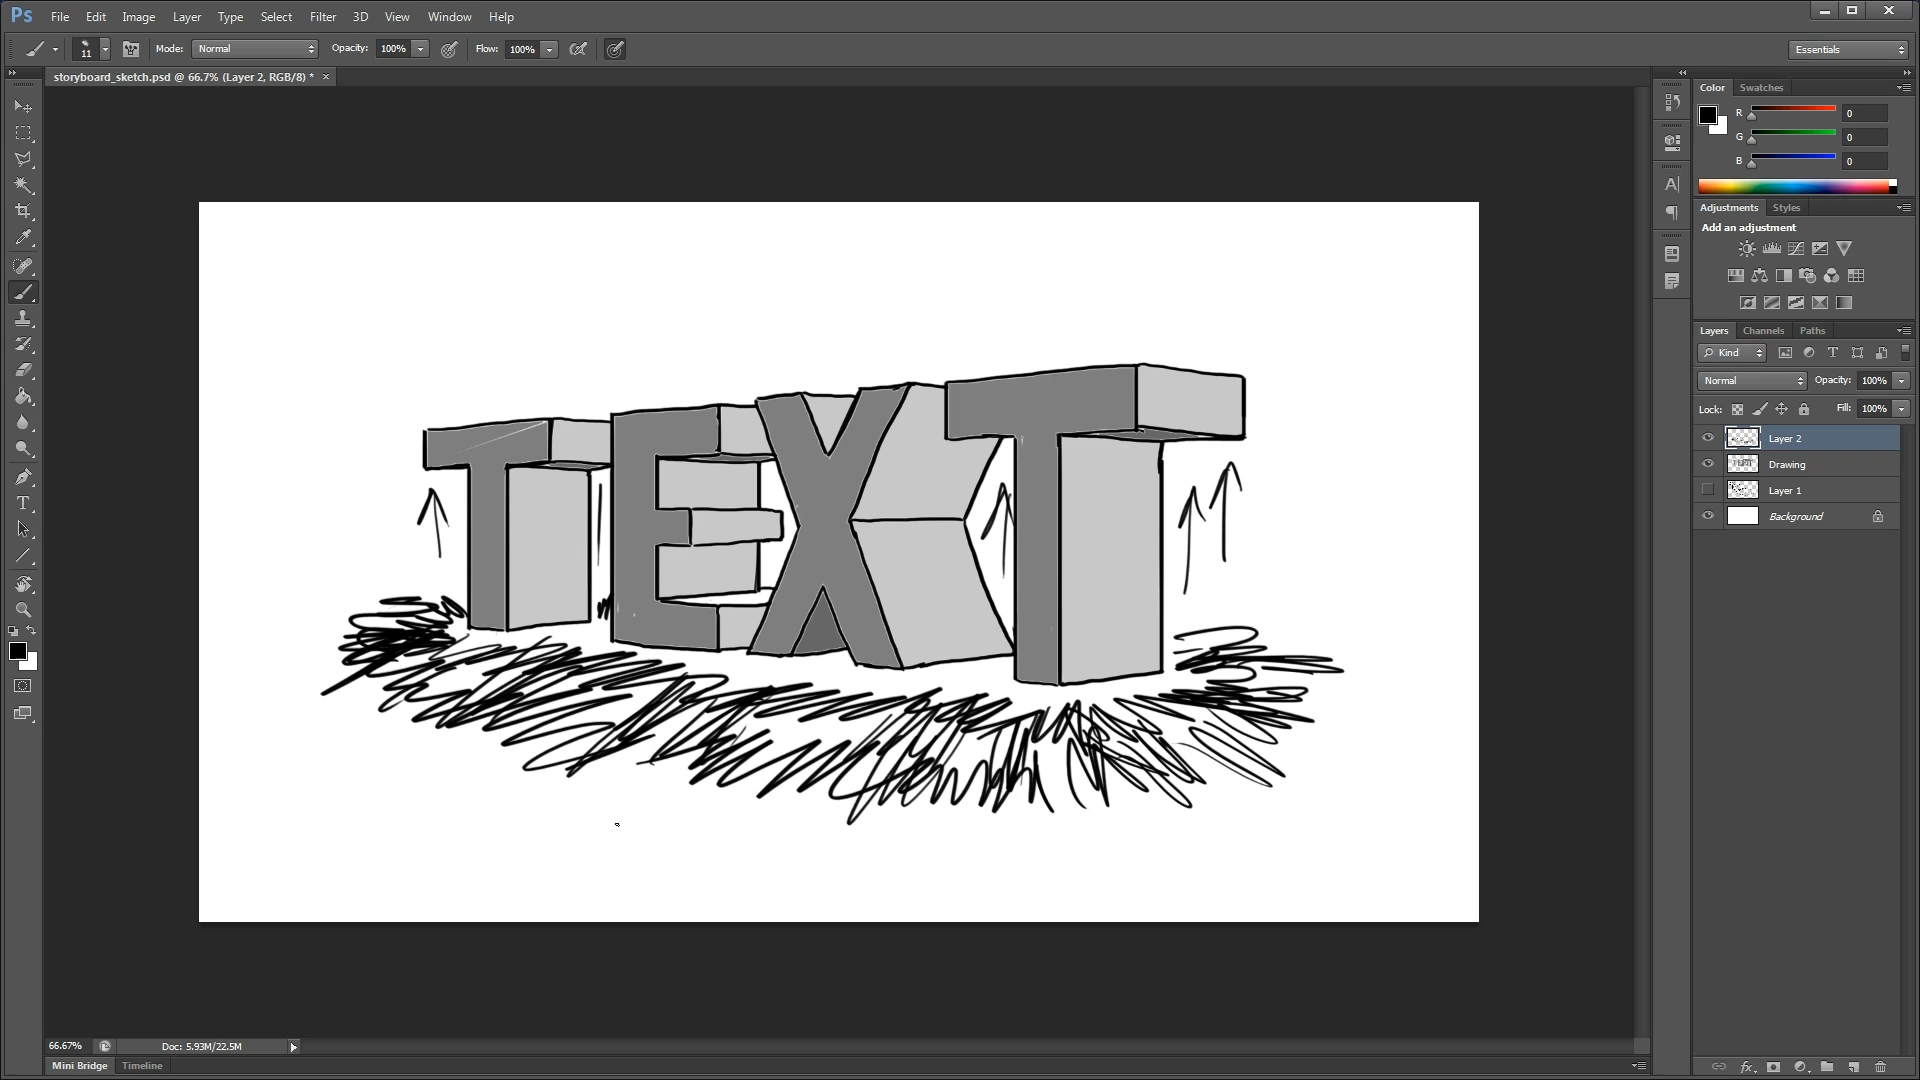 Ps File Edit Image Layer Type Select Filter 3D View Window Help
11 Mode: Normal Opacity: 100% Flow: 100% Essentials
storyboard_sketch.psd @ 66.7% (Layer 2, RGB/8) * ×
Color Swatches
R 0
G 0
B 0
Adjustments Styles
Add an adjustment
Layers Channels Paths
Kind
Normal Opacity: 100%
Lock: Fill: 100%
Layer 2
Drawing
Layer 1
Background
TEXT
66.67% Doc: 5.93M/22.5M
Mini Bridge Timeline